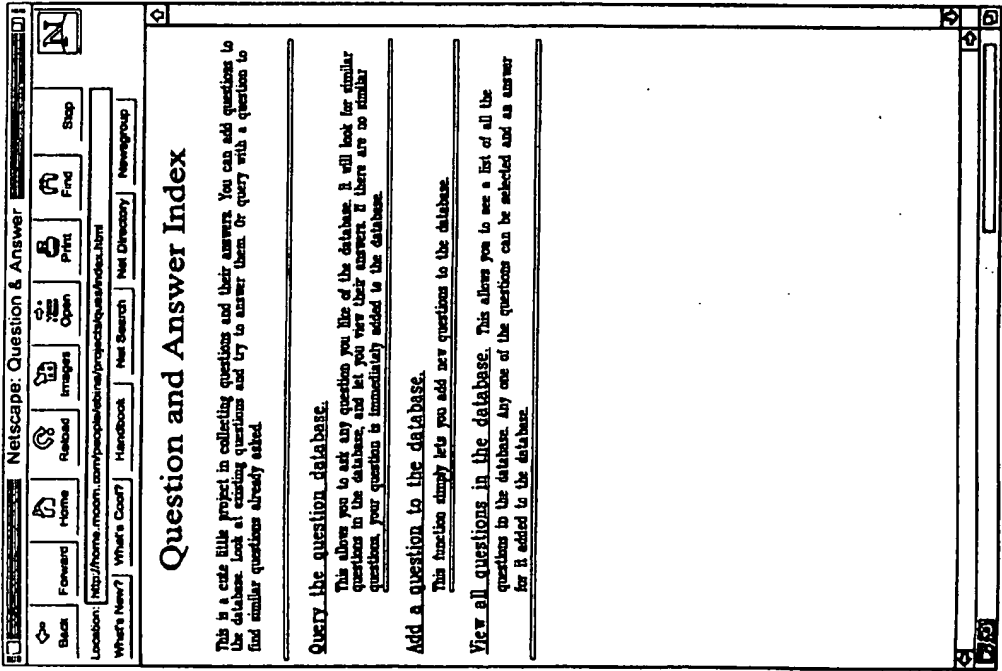 Netscape: Question & Answer
Back Forward Home Reload Images Open Print Find Stop
N
Location: http://home.mcom.com/people/ebina/projects/quaa/index.html
What's New? What's Cool? Handbook Net Search Net Directory Newsgroup
Question and Answer Index
This is a cute little project in collecting questions and their answers. You can add questions to
the database. Look at existing questions and try to answer them. Or query with a question to
find similar questions already asked.
Query the question database.
This allows you to ask any question you like of the database. It will look for similar
questions in the database, and let you view their answers. If there are no similar
questions, your question is immediately added to the database.
Add a question to the database.
This function simply lets you add new questions to the database.
View all questions in the database. This allows you to see a list of all the
questions in the database. Any one of the questions can be selected and an answer
for it added to the database.